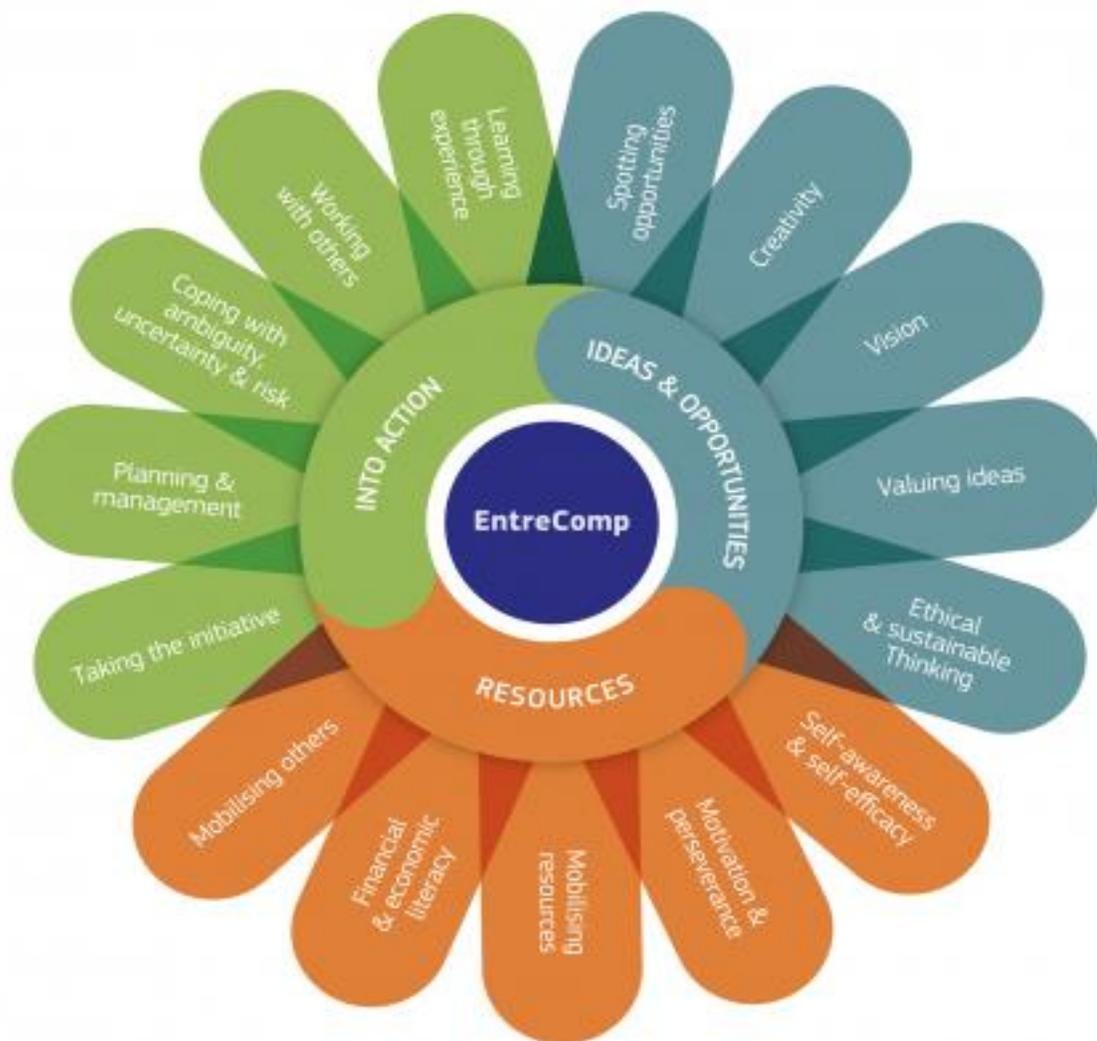 EntreComp
IDEAS & OPPORTUNITIES
Spotting
opportunities
Creativity
Vision
Valuing ideas
Ethical
& sustainable
Thinking
RESOURCES
Self-awareness
& self-efficacy
Motivation &
perseverance
Mobilising
resources
Financial
& economic
literacy
Mobilising others
INTO ACTION
Taking the initiative
Planning &
management
Coping with
ambiguity,
uncertainty & risk
Working
with others
Learning
through
experience